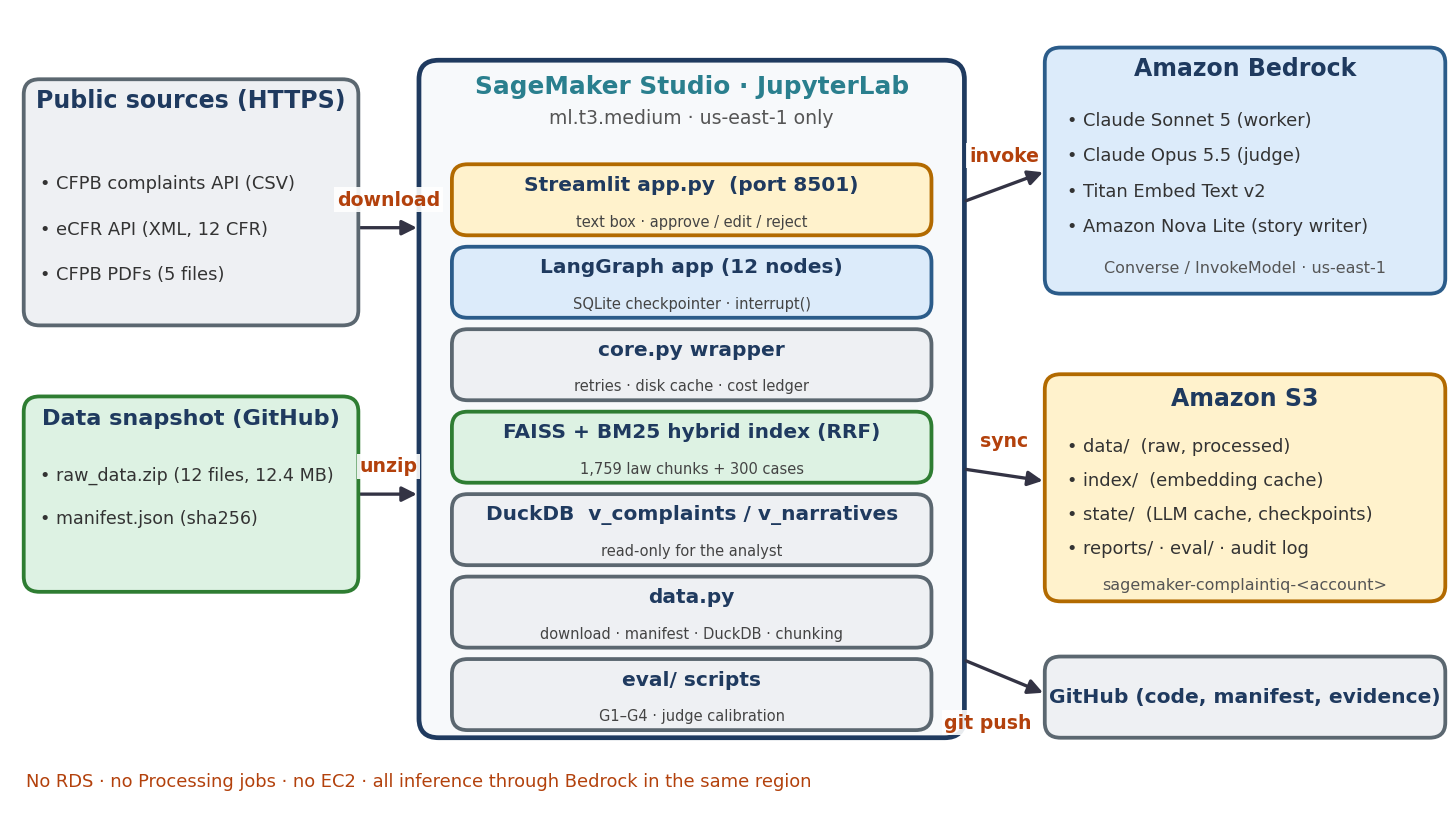 Public sources (HTTPS)
• CFPB complaints API (CSV)
• eCFR API (XML, 12 CFR)
• CFPB PDFs (5 files)
download
Data snapshot (GitHub)
• raw_data.zip (12 files, 12.4 MB)
• manifest.json (sha256)
unzip
SageMaker Studio · JupyterLab
ml.t3.medium · us-east-1 only
Streamlit app.py  (port 8501)
text box · approve / edit / reject
LangGraph app (12 nodes)
SQLite checkpointer · interrupt()
core.py wrapper
retries · disk cache · cost ledger
FAISS + BM25 hybrid index (RRF)
1,759 law chunks + 300 cases
DuckDB  v_complaints / v_narratives
read-only for the analyst
data.py
download · manifest · DuckDB · chunking
eval/ scripts
G1–G4 · judge calibration
invoke
Amazon Bedrock
• Claude Sonnet 5 (worker)
• Claude Opus 5.5 (judge)
• Titan Embed Text v2
• Amazon Nova Lite (story writer)
Converse / InvokeModel · us-east-1
sync
Amazon S3
• data/  (raw, processed)
• index/  (embedding cache)
• state/  (LLM cache, checkpoints)
• reports/ · eval/ · audit log
sagemaker-complaintiq-<account>
git push
GitHub (code, manifest, evidence)
No RDS · no Processing jobs · no EC2 · all inference through Bedrock in the same region